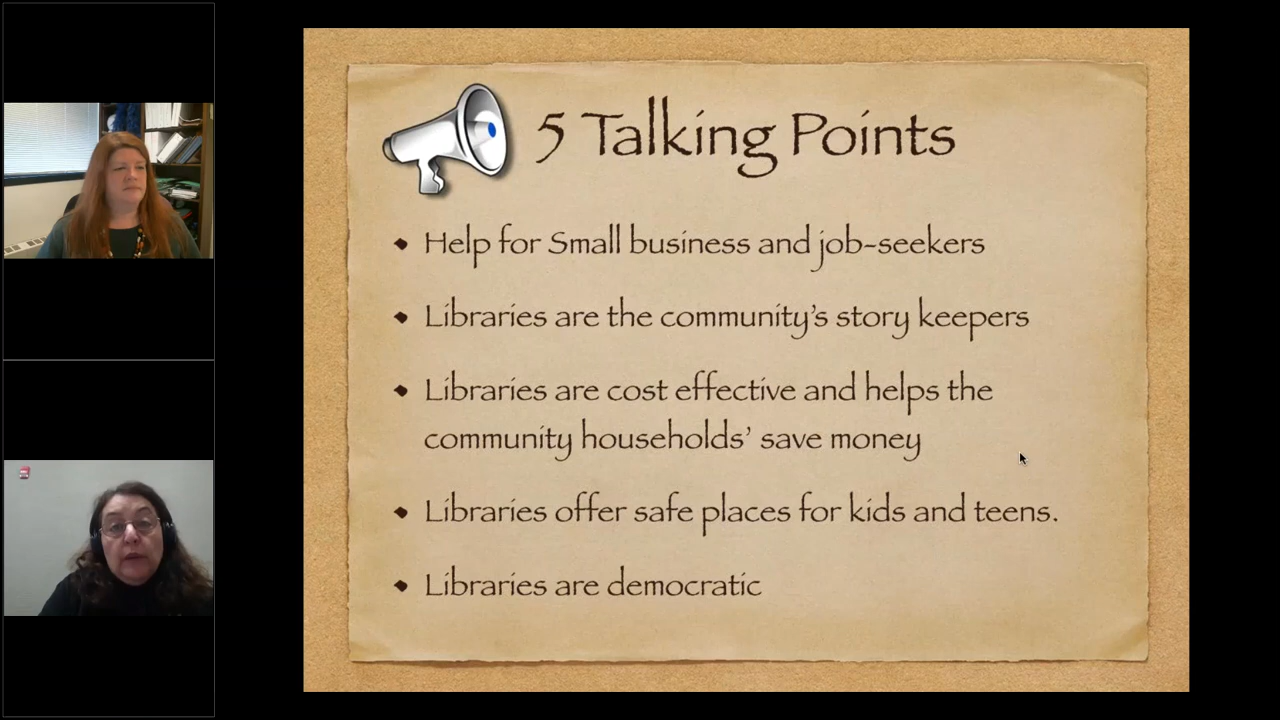 5 Talking Points
• Help for Small business and job-seekers
• Libraries are the community's story keepers
• Libraries are cost effective and helps the
community households' save money
• Libraries offer safe places for kids and teens.
• Libraries are democratic